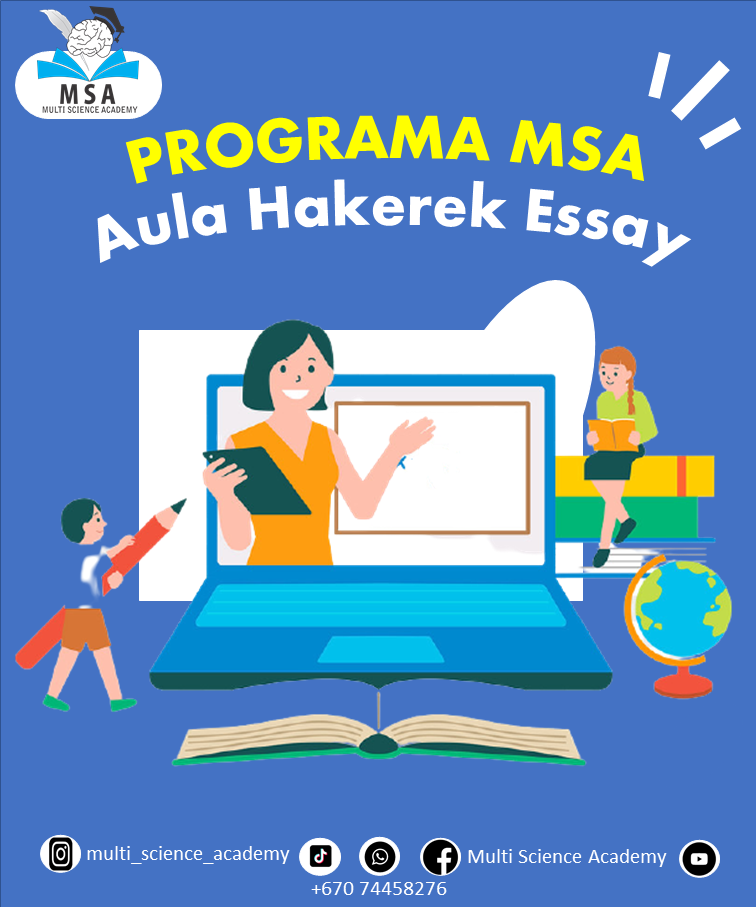 MSA
MULTI SCIENCE ACADEMY
PROGRAMA MSA
Aula Hakerek Essay
multi_science_academy
Multi Science Academy
+670 74458276